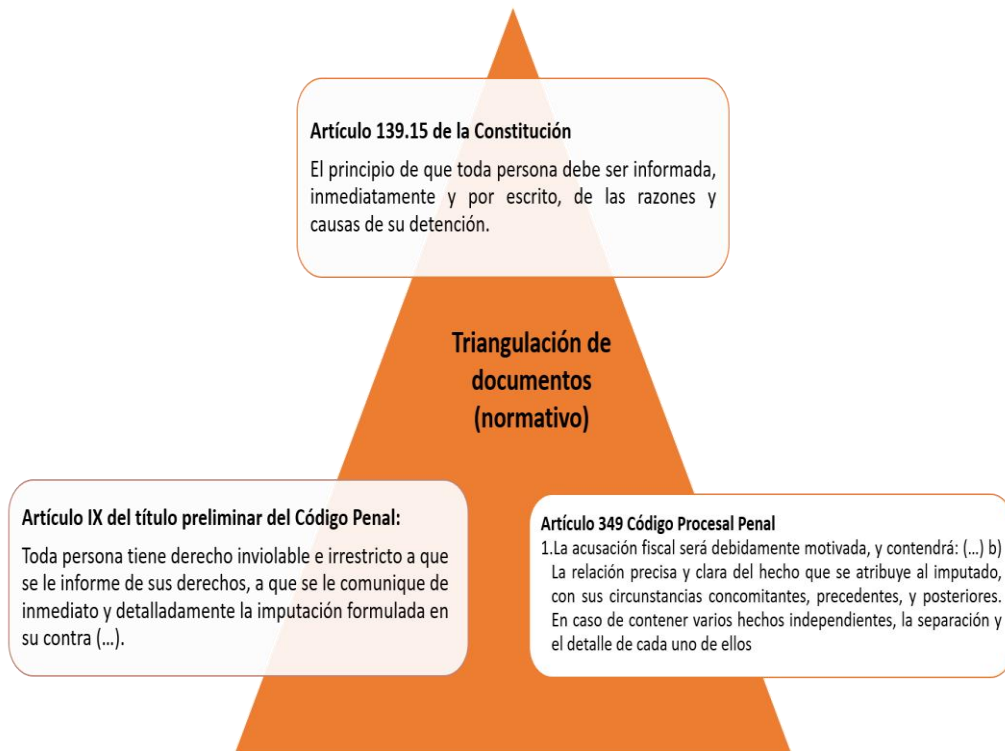 Artículo 139.15 de la Constitución
El principio de que toda persona debe ser informada,
inmediatamente y por escrito, de las razones y
causas de su detención.
Triangulación de
documentos
(normativo)
Artículo IX del título preliminar del Código Penal:
Toda persona tiene derecho inviolable e irrestricto a que
se le informe de sus derechos, a que se le comunique de
inmediato y detalladamente la imputación formulada en
su contra (...).
Artículo 349 Código Procesal Penal
1.La acusación fiscal será debidamente motivada, y contendrá: (...) b)
La relación precisa y clara del hecho que se atribuye al imputado,
con sus circunstancias concomitantes, precedentes, y posteriores.
En caso de contener varios hechos independientes, la separación y
el detalle de cada uno de ellos